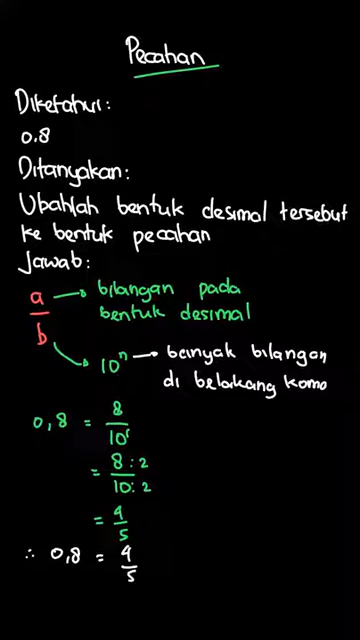 Pecahan
Diketahui:
0.8
Ditanyakan:
Ubahlah bentuk desimal tersebut
ke bentuk pecahan
Jawab:
a/b
a → bilangan pada
bentuk desimal
b → 10ⁿ → banyak bilangan
di belakang koma
0,8 = 8/10¹
= 8:2/10:2
= 4/5
∴ 0,8 = 4/5